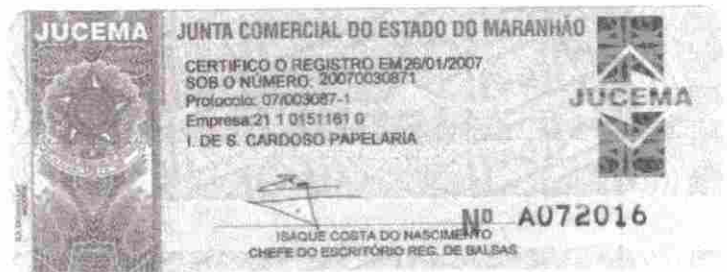 JUCEMA
JUNTA COMERCIAL DO ESTADO DO MARANHÃO
CERTIFICO O REGISTRO EM 26/01/2007
SOB O NÚMERO: 20070030871
Protocolo: 07/003087-1
Empresa:21 1 0151161 0
I. DE S. CARDOSO PAPELARIA
JUCEMA
Nº A072016
ISAQUE COSTA DO NASCIMENTO
CHEFE DO ESCRITÓRIO REG. DE BALSAS